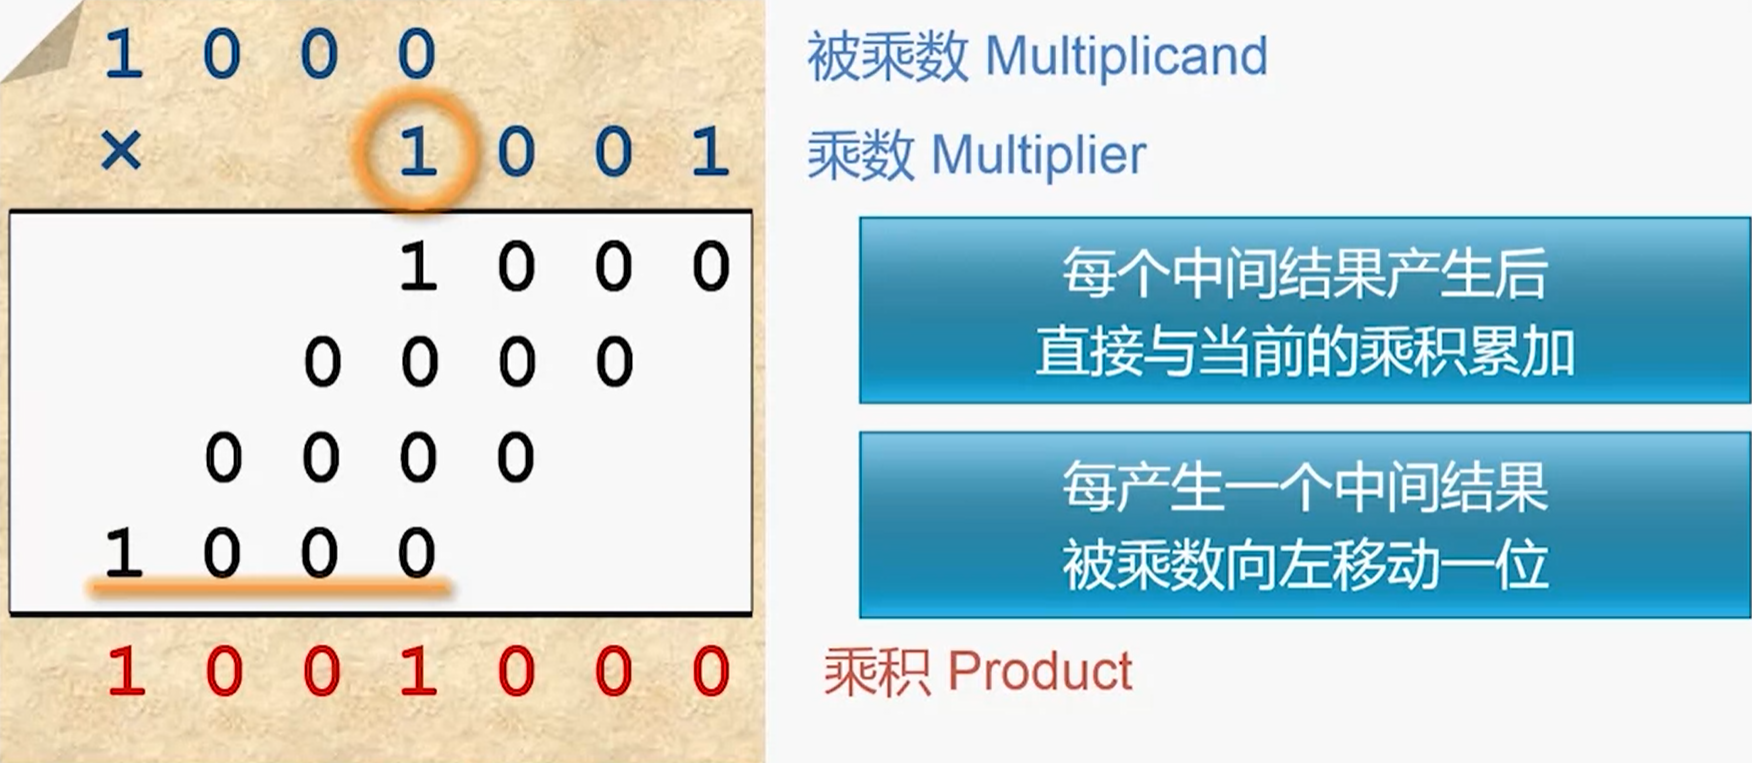 1 0 0 0
被乘数 Multiplicand
× 1 0 0 1
乘数 Multiplier
1 0 0 0
0 0 0 0
0 0 0 0
1 0 0 0
每个中间结果产生后
直接与当前的乘积累加
每产生一个中间结果
被乘数向左移动一位
1 0 0 1 0 0 0
乘积 Product